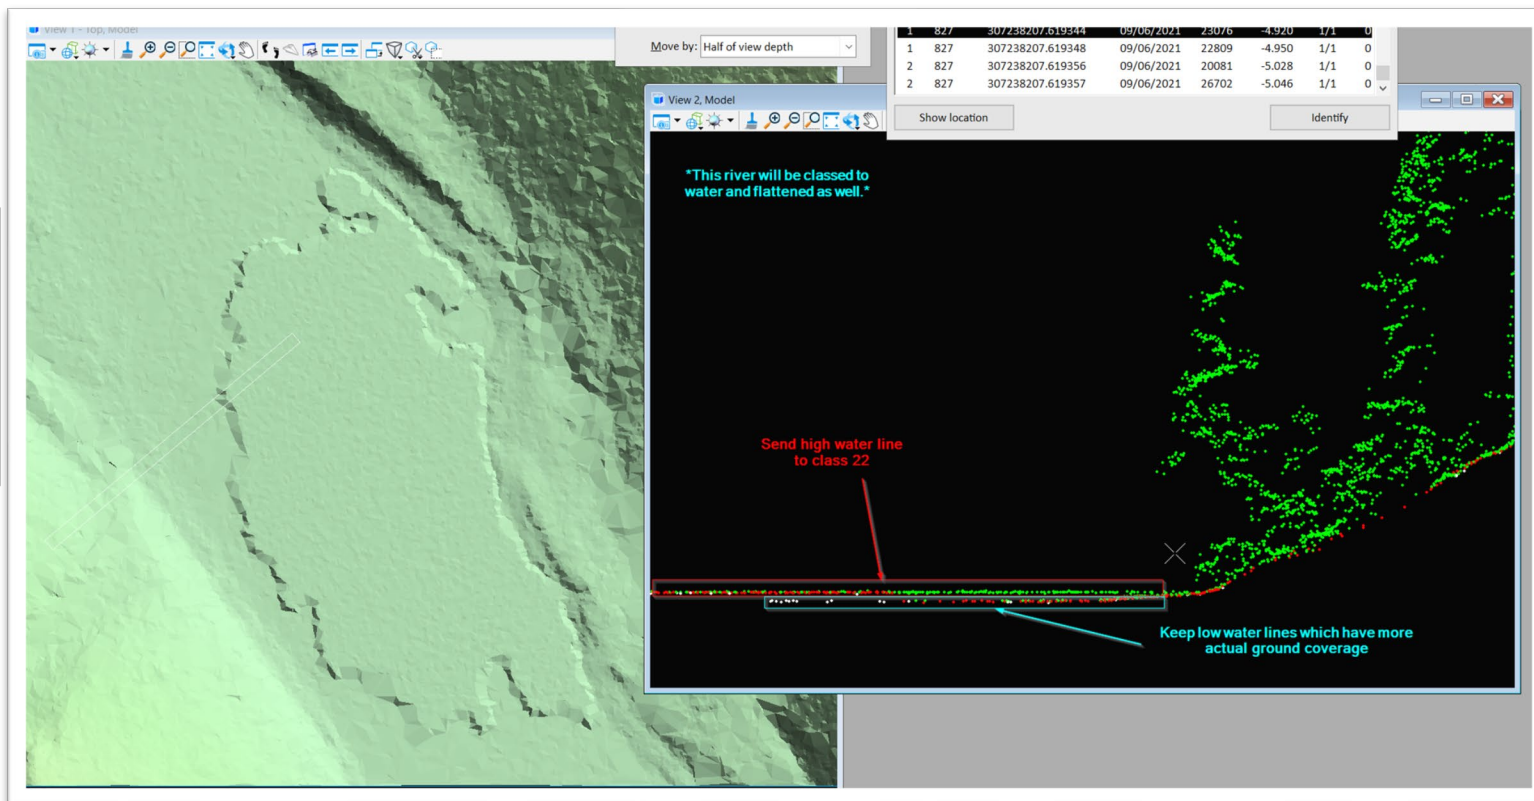 View 1 - Top, Model
Move by: Half of view depth
1 827 307238207.619344 09/06/2021 23076 -4.920 1/1 0
1 827 307238207.619348 09/06/2021 22809 -4.950 1/1 0
2 827 307238207.619356 09/06/2021 20081 -5.028 1/1 0
2 827 307238207.619357 09/06/2021 26702 -5.046 1/1 0
Show location
Identify
View 2, Model
*This river will be classed to
water and flattened as well.*
Send high water line
to class 22
Keep low water lines which have more
actual ground coverage